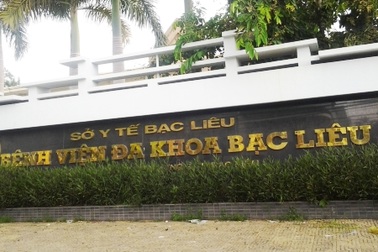 SỞ Y TẾ BẠC LIÊU
BỆNH VIỆN ĐA KHOA BẠC LIÊU